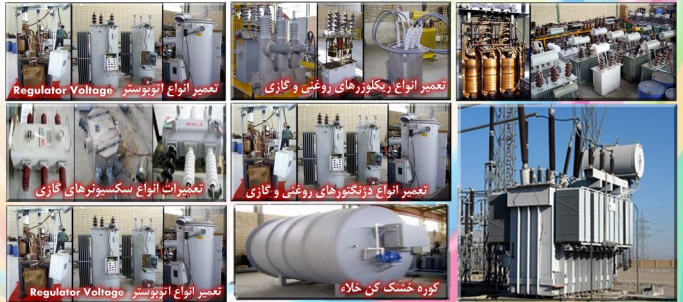 تعمیر انواع اتوبوستر Regulator Voltage
تعمیر انواع ریکلوزرهای روغنی و گازی
تعمیرات انواع سکسیونرهای گازی
تعمیر انواع دژنکتورهای روغنی و گازی
تعمیر انواع اتوبوستر Regulator Voltage
کوره خشک کن خلاء